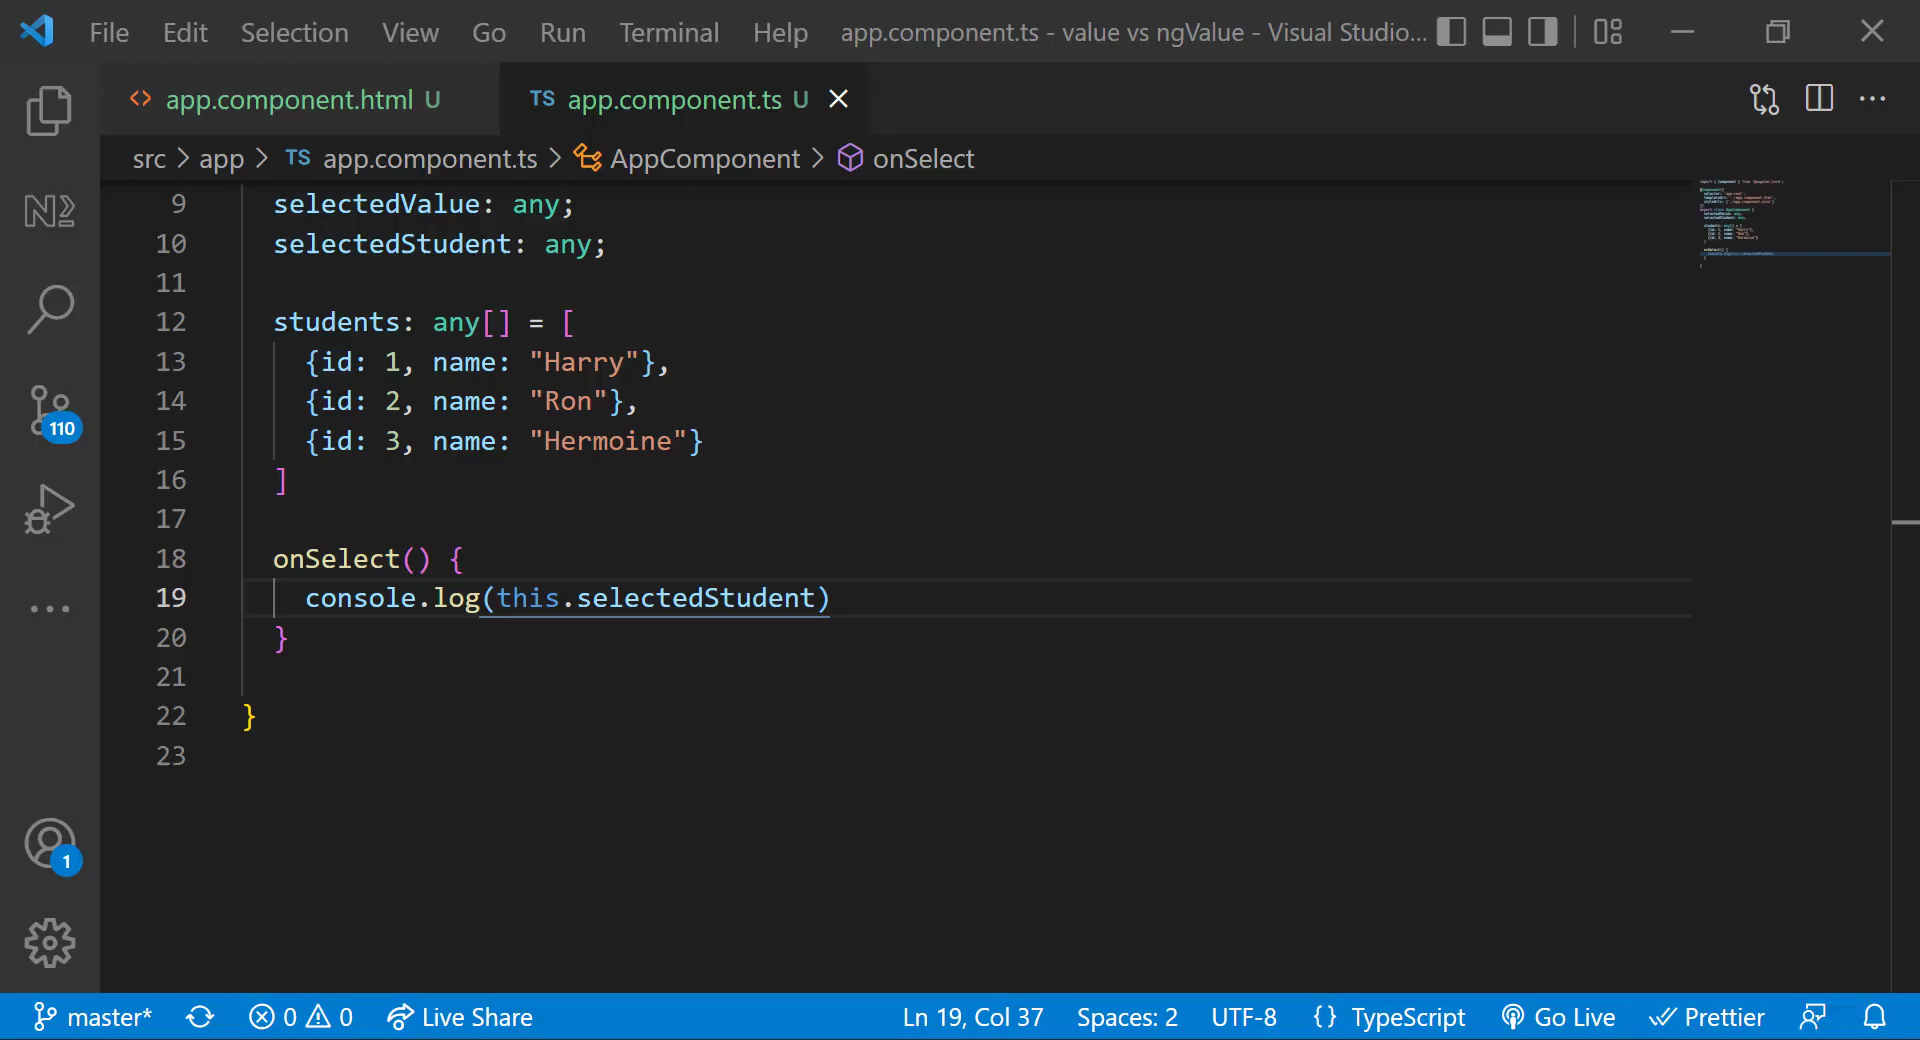 File Edit Selection View Go Run Terminal Help app.component.ts - value vs ngValue - Visual Studio...
app.component.html U TS app.component.ts U
src > app > TS app.component.ts > AppComponent > onSelect
9 selectedValue: any;
10 selectedStudent: any;
11
12 students: any[] = [
13 {id: 1, name: "Harry"},
14 {id: 2, name: "Ron"},
15 {id: 3, name: "Hermoine"}
16 ]
17
18 onSelect() {
19 console.log(this.selectedStudent)
20 }
21
22 }
23
110
1
master* 0 0 Live Share Ln 19, Col 37 Spaces: 2 UTF-8 {} TypeScript Go Live Prettier